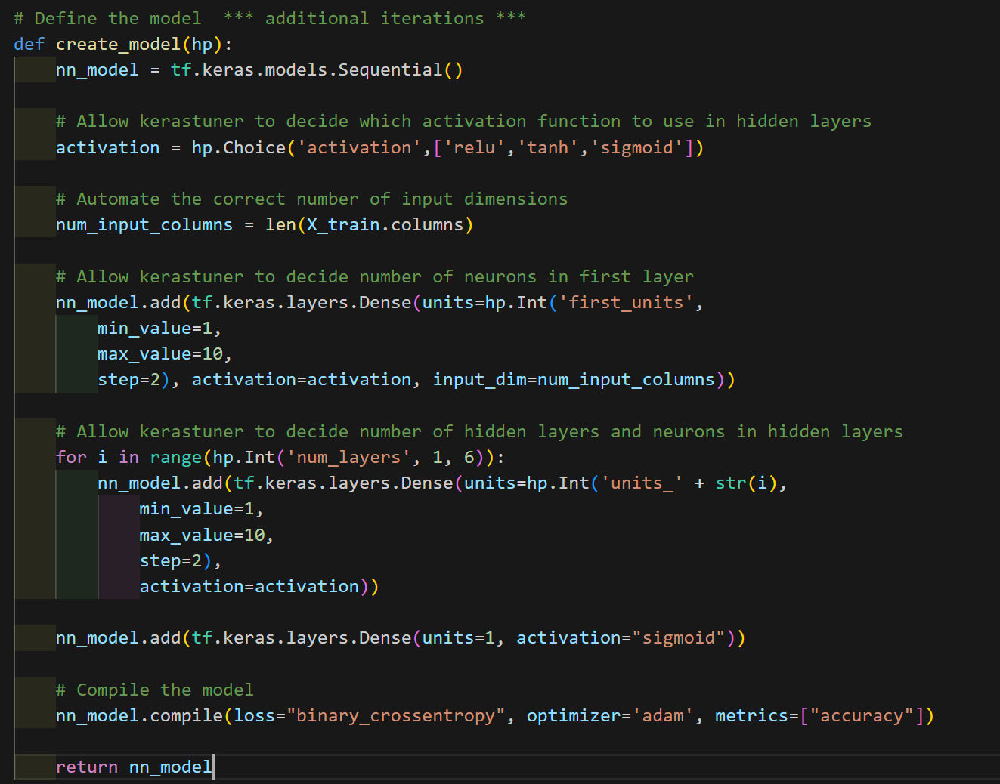 # Define the model  *** additional iterations ***
def create_model(hp):
    nn_model = tf.keras.models.Sequential()

    # Allow kerastuner to decide which activation function to use in hidden layers
    activation = hp.Choice('activation',['relu','tanh','sigmoid'])

    # Automate the correct number of input dimensions
    num_input_columns = len(X_train.columns)

    # Allow kerastuner to decide number of neurons in first layer
    nn_model.add(tf.keras.layers.Dense(units=hp.Int('first_units',
        min_value=1,
        max_value=10,
        step=2), activation=activation, input_dim=num_input_columns))

    # Allow kerastuner to decide number of hidden layers and neurons in hidden layers
    for i in range(hp.Int('num_layers', 1, 6)):
        nn_model.add(tf.keras.layers.Dense(units=hp.Int('units_' + str(i),
            min_value=1,
            max_value=10,
            step=2),
            activation=activation))

    nn_model.add(tf.keras.layers.Dense(units=1, activation="sigmoid"))

    # Compile the model
    nn_model.compile(loss="binary_crossentropy", optimizer='adam', metrics=["accuracy"])

    return nn_model